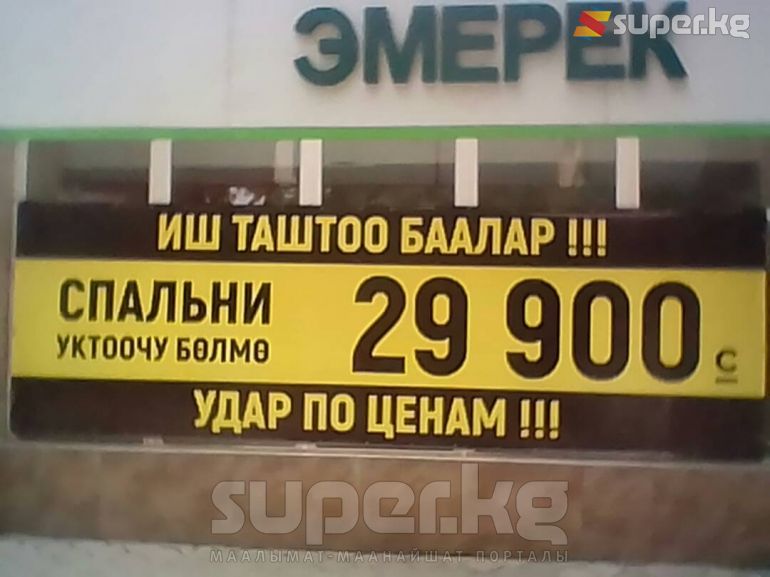 super.kg
ЭМЕРЕК
ИШ ТАШТОО БААЛАР !!!
СПАЛЬНИ 29 900 с
УКТООЧУ БӨЛМӨ
УДАР ПО ЦЕНАМ !!!
super.kg
МААЛЫМАТ-МААНАЙШАТ ПОРТАЛЫ